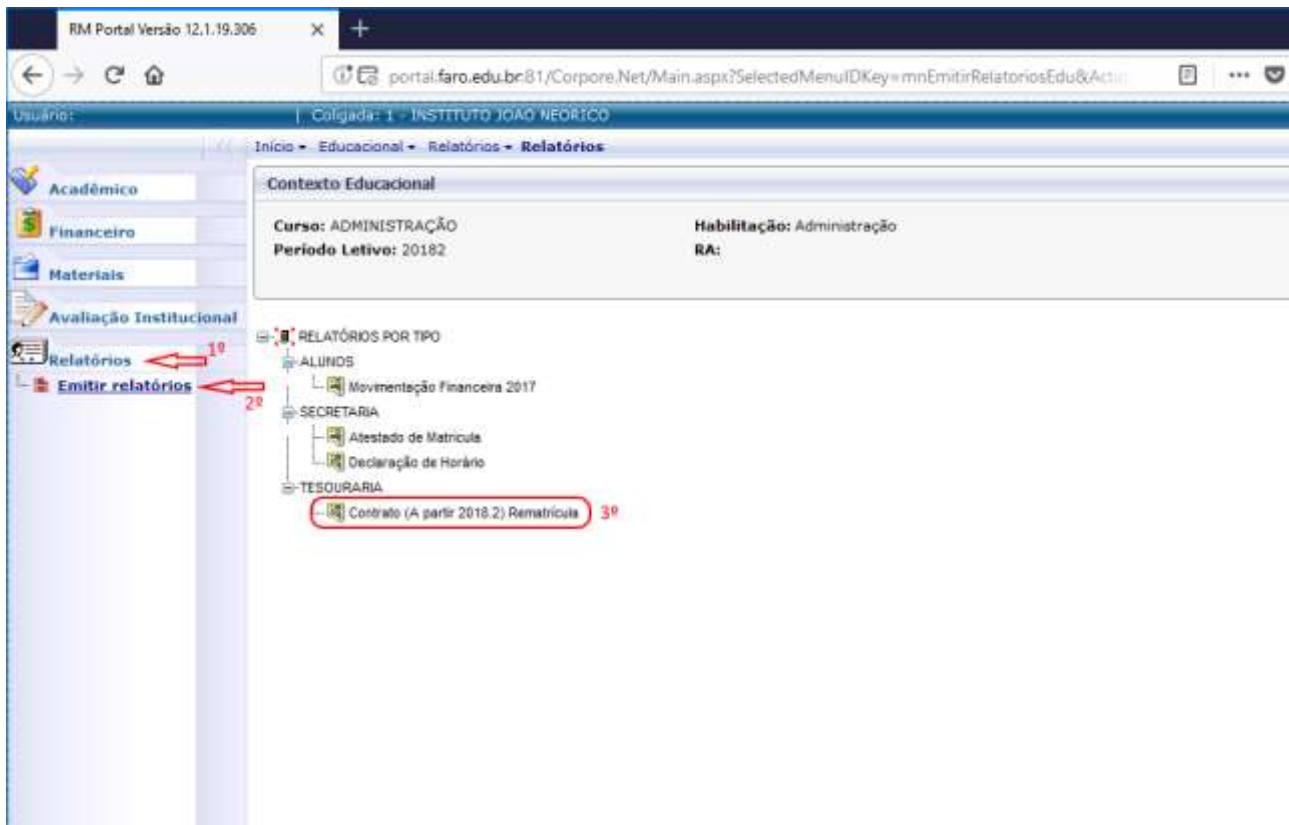 RM Portal Versão 12.1.19.306
portal.faro.edu.br:81/Corpore.Net/Main.aspx?SelectedMenuIDKey=mnEmitirRelatoriosEdu&Acti
Usuário: | Coligada: 1 - INSTITUTO JOAO NEORICO
Início Educacional Relatórios Relatórios
Acadêmico
Financeiro
Materiais
Avaliação Institucional
Relatórios 1º
Emitir relatórios 2º
Contexto Educacional
Curso: ADMINISTRAÇÃO Habilitação: Administração
Período Letivo: 20182 RA:
RELATÓRIOS POR TIPO
ALUNOS
Movimentação Financeira 2017
SECRETARIA
Atestado de Matrícula
Declaração de Horário
TESOURARIA
Contrato (A partir 2018.2) Rematrícula 3º